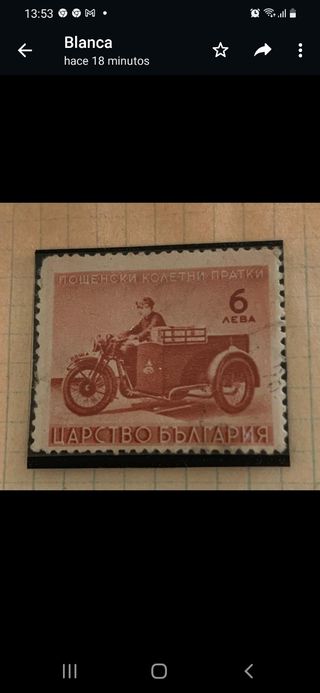 13:53
Blanca
hace 18 minutos
ПОЩЕНСКИ КОЛЕТНИ ПРАТКИ
6
ЛЕВА
ЦАРСТВО БЪЛГАРИЯ